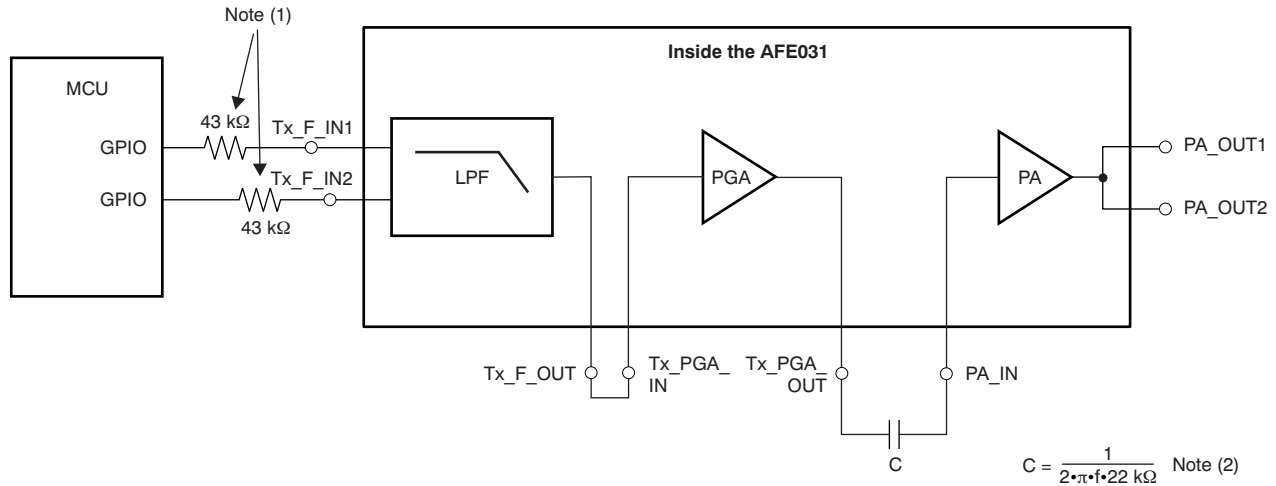 Note (1)
Inside the AFE031
MCU
43 kΩ
Tx_F_IN1
GPIO
PA_OUT1
LPF
PGA
PA
Tx_F_IN2
GPIO
PA_OUT2
43 kΩ
Tx_F_OUT
Tx_PGA_
IN
Tx_PGA_
OUT
PA_IN
C
C = 1
2•π•f•22 kΩ
Note (2)